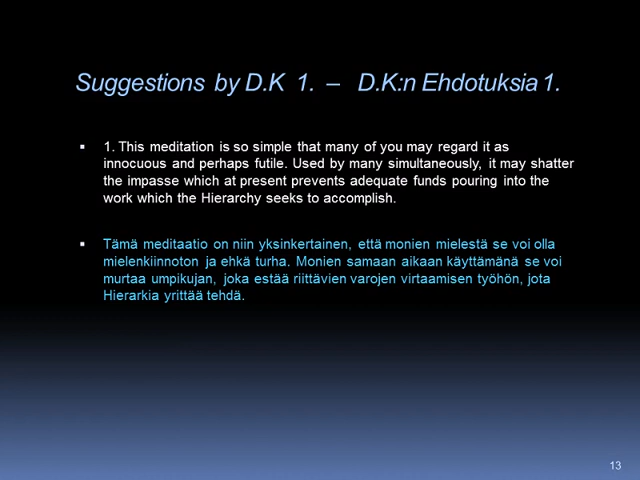 Suggestions by D.K 1. – D.K:n Ehdotuksia 1.
▪ 1. This meditation is so simple that many of you may regard it as
innocuous and perhaps futile. Used by many simultaneously, it may shatter
the impasse which at present prevents adequate funds pouring into the
work which the Hierarchy seeks to accomplish.
▪ Tämä meditaatio on niin yksinkertainen, että monien mielestä se voi olla
mielenkiinnoton ja ehkä turha. Monien samaan aikaan käyttämänä se voi
murtaa umpikujan, joka estää riittävien varojen virtaamisen työhön, jota
Hierarkia yrittää tehdä.
13